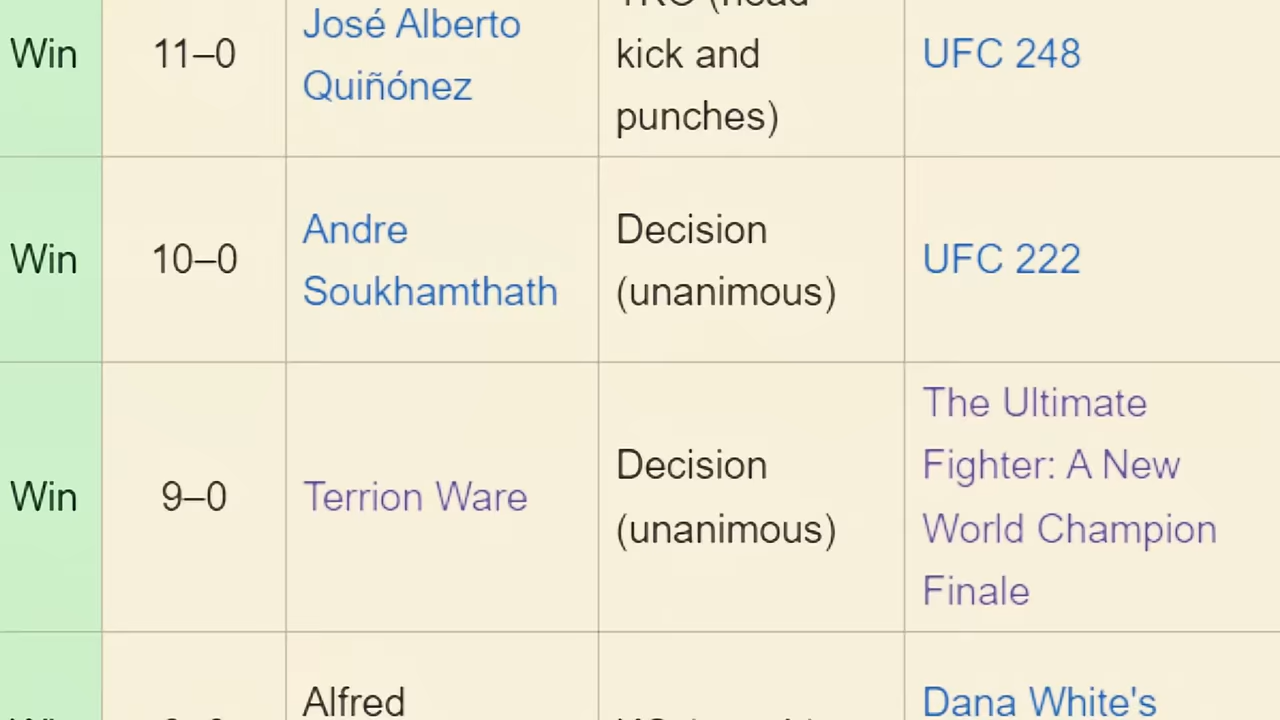 Win
11–0
José Alberto
Quiñónez
kick and
punches)
UFC 248
Win
10–0
Andre
Soukhamthath
Decision
(unanimous)
UFC 222
Win
9–0
Terrion Ware
Decision
(unanimous)
The Ultimate
Fighter: A New
World Champion
Finale
Alfred
Dana White's